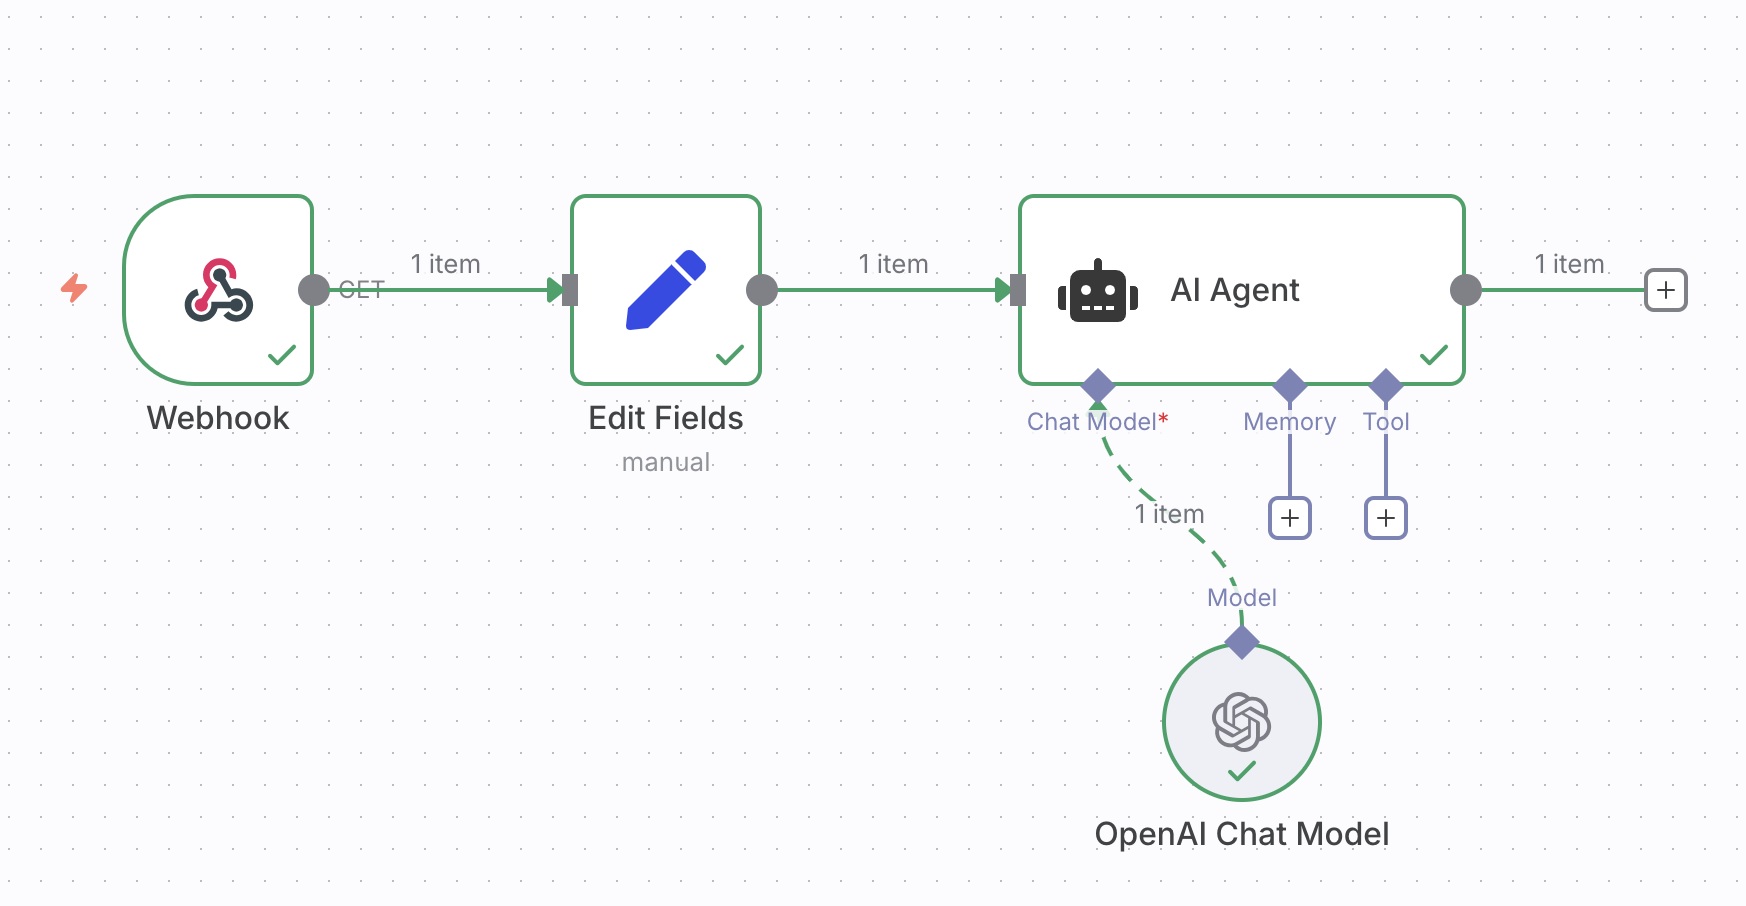 GET
1 item
1 item
AI Agent
1 item
Webhook
Edit Fields
manual
Chat Model*
Memory
Tool
1 item
Model
OpenAI Chat Model